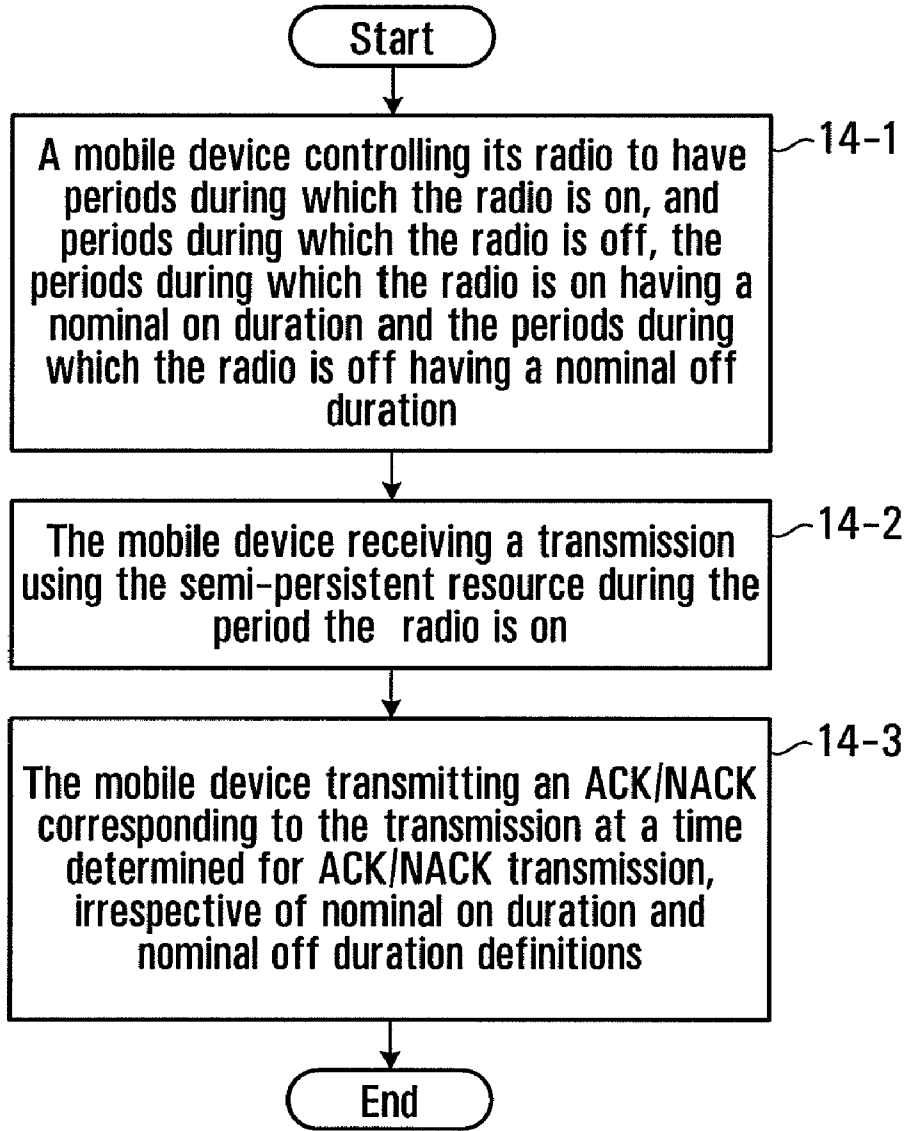 Start
14-1
A mobile device controlling its radio to have
periods during which the radio is on, and
periods during which the radio is off, the
periods during which the radio is on having a
nominal on duration and the periods during
which the radio is off having a nominal off
duration
14-2
The mobile device receiving a transmission
using the semi-persistent resource during the
period the radio is on
14-3
The mobile device transmitting an ACK/NACK
corresponding to the transmission at a time
determined for ACK/NACK transmission,
irrespective of nominal on duration and
nominal off duration definitions
End